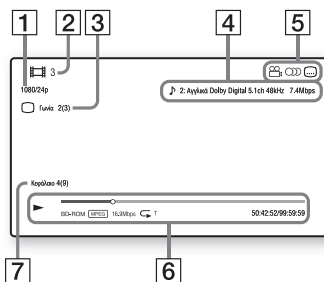 1 2 3 4 5
3
1080/24p
Γωνία 2(3)
2: Αγγλικά Dolby Digital 5.1ch 48kHz 7.4Mbps
Κεφάλαιο 4(9)
BD-ROM MPEG 16.9Mbps T 50:42:52/99:59:59
7 6